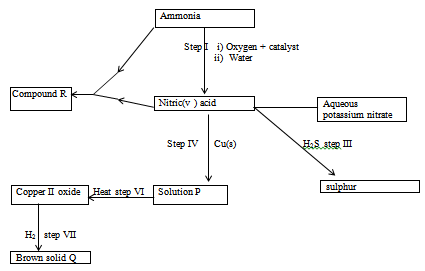 Ammonia
Step I i) Oxygen + catalyst
ii) Water
Compound R
Nitric(v ) acid
Aqueous
potassium nitrate
Step IV Cu(s)
H₂S step III
sulphur
Copper II oxide
Heat step VI
Solution P
H₂ step VII
Brown solid Q